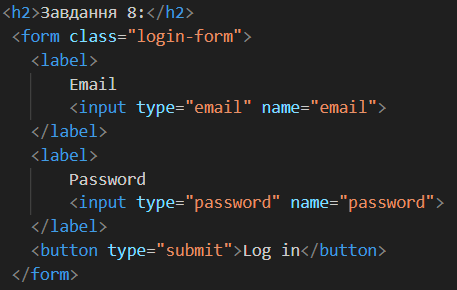 <h2>Завдання 8:</h2>
<form class="login-form">
<label>
Email
<input type="email" name="email">
</label>
<label>
Password
<input type="password" name="password">
</label>
<button type="submit">Log in</button>
</form>